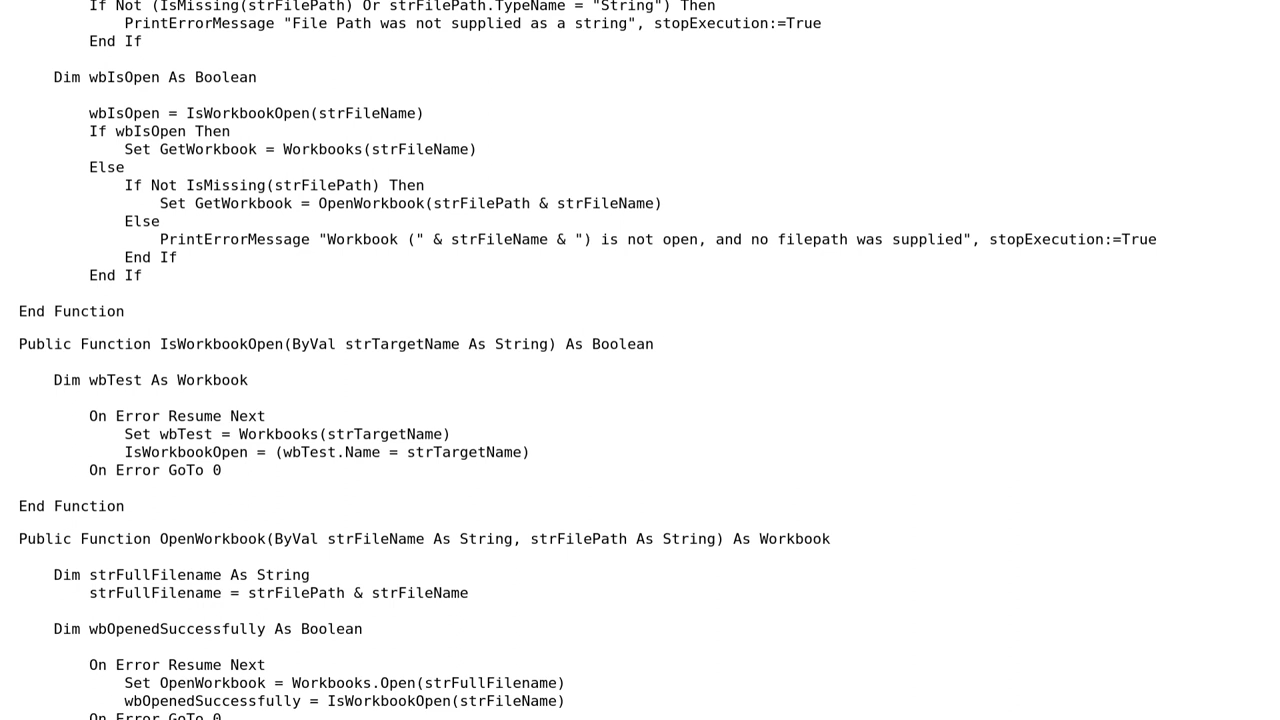 If Not (IsMissing(strFilePath) Or strFilePath.TypeName = "String") Then
PrintErrorMessage "File Path was not supplied as a string", stopExecution:=True
End If
Dim wbIsOpen As Boolean
wbIsOpen = IsWorkbookOpen(strFileName)
If wbIsOpen Then
Set GetWorkbook = Workbooks(strFileName)
Else
If Not IsMissing(strFilePath) Then
Set GetWorkbook = OpenWorkbook(strFilePath & strFileName)
Else
PrintErrorMessage "Workbook (" & strFileName & ") is not open, and no filepath was supplied", stopExecution:=True
End If
End If
End Function
Public Function IsWorkbookOpen(ByVal strTargetName As String) As Boolean
Dim wbTest As Workbook
On Error Resume Next
Set wbTest = Workbooks(strTargetName)
IsWorkbookOpen = (wbTest.Name = strTargetName)
On Error GoTo 0
End Function
Public Function OpenWorkbook(ByVal strFileName As String, strFilePath As String) As Workbook
Dim strFullFilename As String
strFullFilename = strFilePath & strFileName
Dim wbOpenedSuccessfully As Boolean
On Error Resume Next
Set OpenWorkbook = Workbooks.Open(strFullFilename)
wbOpenedSuccessfully = IsWorkbookOpen(strFileName)
On Error GoTo 0